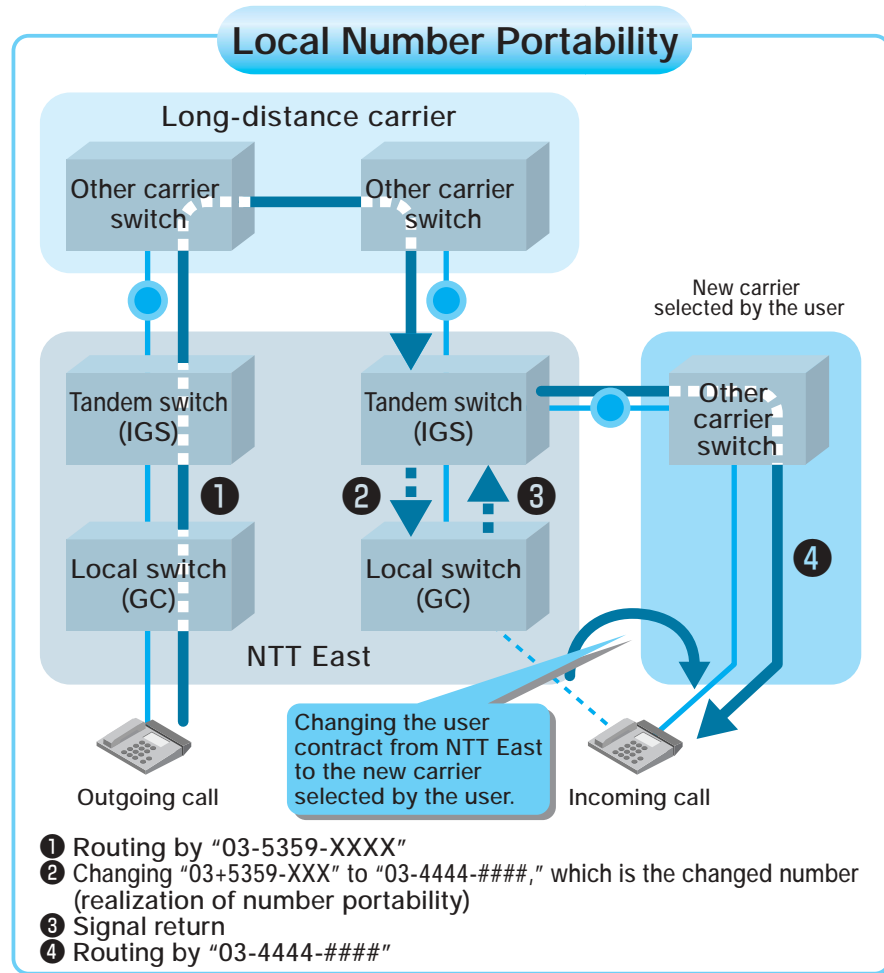 Local Number Portability
Long-distance carrier
Other carrier
switch
Other carrier
switch
New carrier
selected by the user
Tandem switch
(IGS)
Tandem switch
(IGS)
Other
carrier
switch
❶
❷
❸
❹
Local switch
(GC)
Local switch
(GC)
NTT East
Changing the user
contract from NTT East
to the new carrier
selected by the user.
Outgoing call
Incoming call
❶ Routing by “03-5359-XXXX”
❷ Changing “03+5359-XXX” to “03-4444-####,” which is the changed number
(realization of number portability)
❸ Signal return
❹ Routing by “03-4444-####”